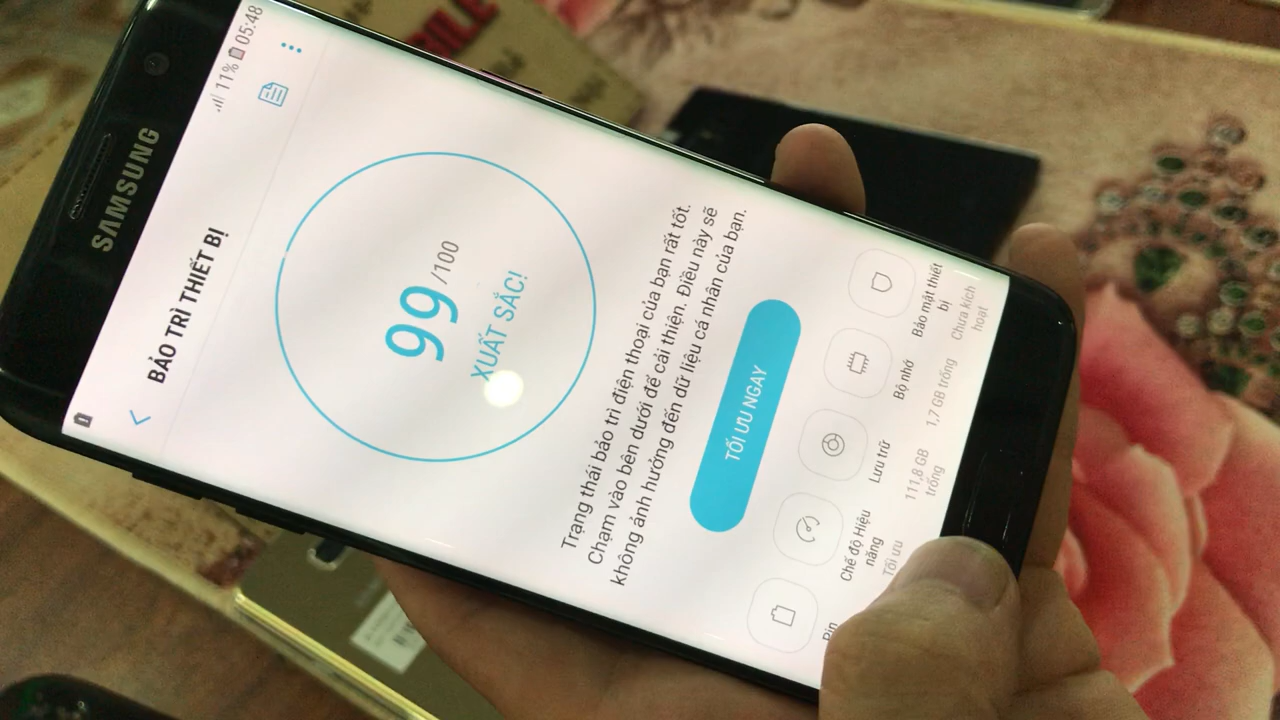 SAMSUNG
11% 05:48
BẢO TRÌ THIẾT BỊ
99/100
XUẤT SẮC!
Trạng thái bảo trì điện thoại của bạn rất tốt.
Chạm vào bên dưới để cải thiện. Điều này sẽ
không ảnh hưởng đến dữ liệu cá nhân của bạn.
TỐI ƯU NGAY
Pin
Chế độ Hiệu
năng
Tối ưu
Lưu trữ
111,8 GB
trống
Bộ nhớ
1,7 GB trống
Bảo mật thiết
bị
Chưa kích
hoạt